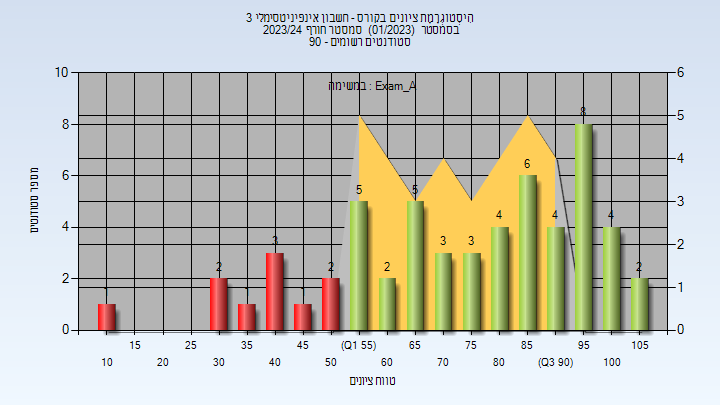 היסטוגרמת ציונים בקורס - חשבון אינפיניטסימלי 3
בסמסטר (01/2023) סמסטר חורף 2023/24
סטודנטים רשומים - 90
במשימה : Exam_A
10 8 6 4 2 0
מספר סטודנטים
6 5 4 3 2 1 0
1 2 1 3 1 2 5 2 5 3 3 4 6 4 8 4 2
15 25 35 45 (Q1 55) 65 75 85 95 105
10 20 30 40 50 60 70 80 (Q3 90) 100
טווח ציונים